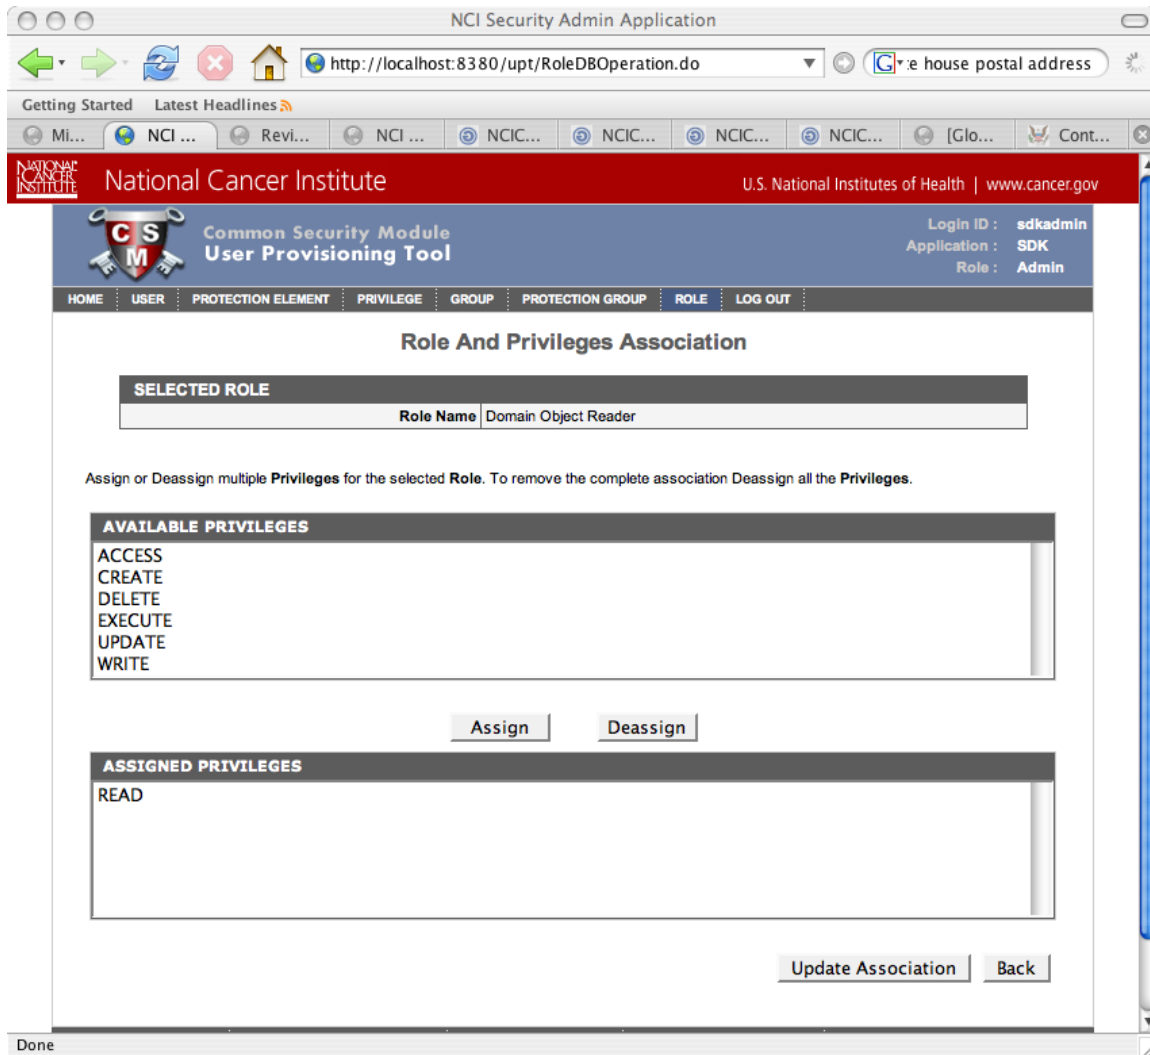 NCI Security Admin Application
http://localhost:8380/upt/RoleDBOperation.do
G :e house postal address
Getting Started Latest Headlines
Mi... NCI ... Revi... NCI ... NCIC... NCIC... NCIC... NCIC... [Glo... Cont...
NATIONAL CANCER INSTITUTE
National Cancer Institute
U.S. National Institutes of Health | www.cancer.gov
C S M
Common Security Module
User Provisioning Tool
Login ID : sdkadmin
Application : SDK
Role : Admin
HOME USER PROTECTION ELEMENT PRIVILEGE GROUP PROTECTION GROUP ROLE LOG OUT
Role And Privileges Association
SELECTED ROLE
Role Name Domain Object Reader
Assign or Deassign multiple Privileges for the selected Role. To remove the complete association Deassign all the Privileges.
AVAILABLE PRIVILEGES
ACCESS
CREATE
DELETE
EXECUTE
UPDATE
WRITE
Assign Deassign
ASSIGNED PRIVILEGES
READ
Update Association Back
Done